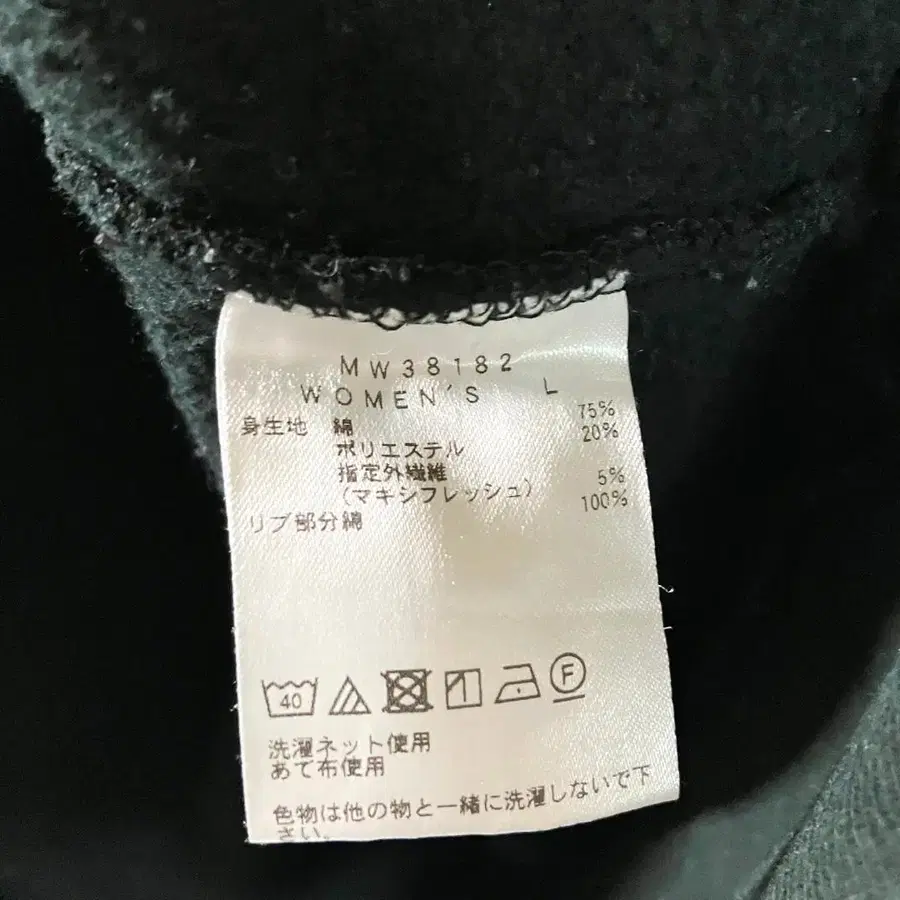 MW38182
WOMEN'S L
身生地 綿 75%
ポリエステル 20%
指定外繊維
(マキシフレッシュ) 5%
リブ部分綿 100%
40 F
洗濯ネット使用
あて布使用
色物は他の物と一緒に洗濯しないで下
さい。